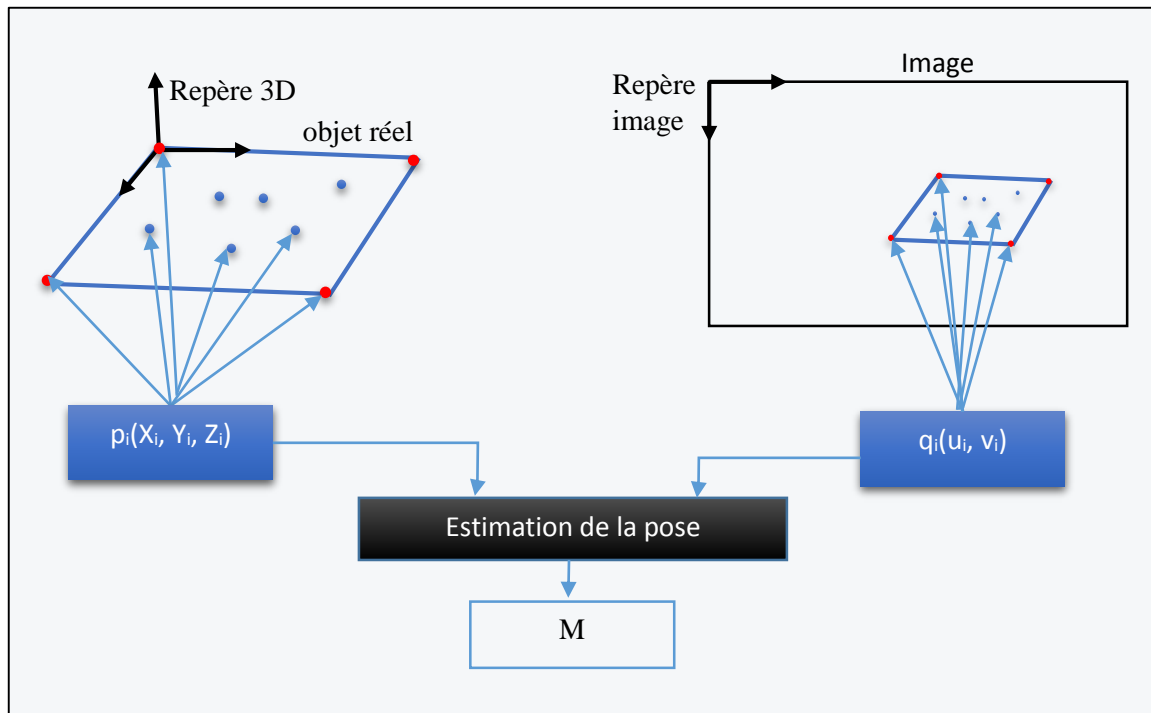 Repère 3D
objet réel
Image
Repère
image
pᵢ(Xᵢ, Yᵢ, Zᵢ)
qᵢ(uᵢ, vᵢ)
Estimation de la pose
M